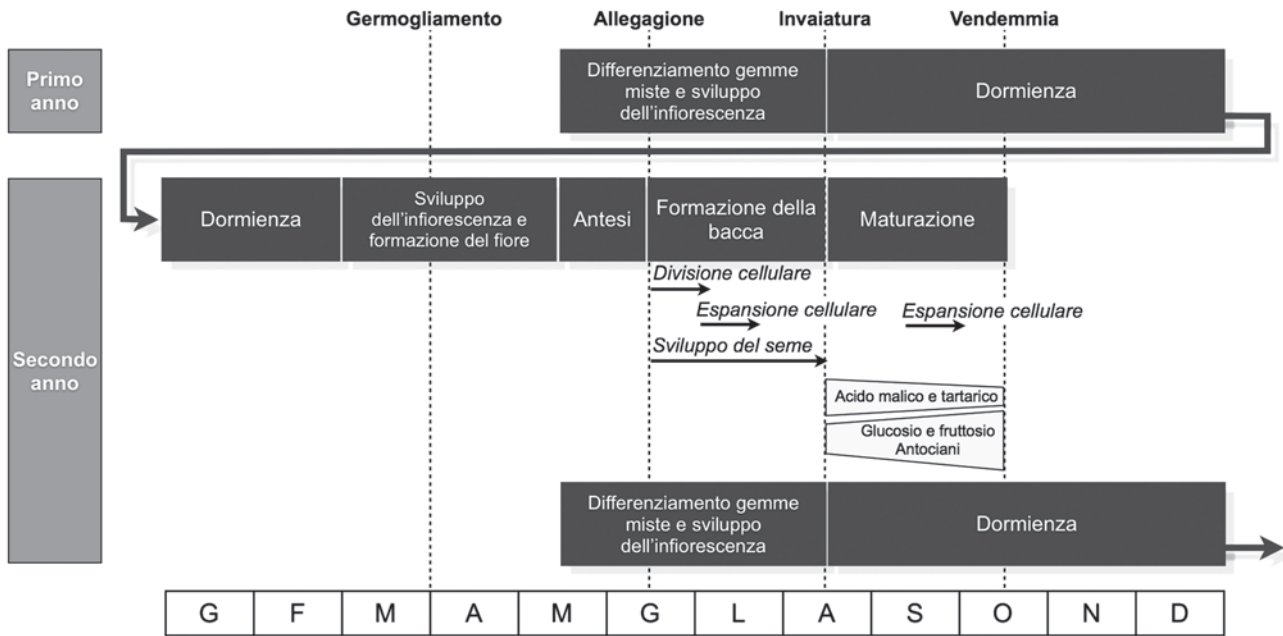 Germogliamento
Allegagione
Invaiatura
Vendemmia
Primo
anno
Differenziamento gemme
miste e sviluppo
dell’infiorescenza
Dormienza
Secondo
anno
Dormienza
Sviluppo
dell’infiorescenza e
formazione del fiore
Antesi
Formazione della
bacca
Maturazione
Divisione cellulare
Espansione cellulare
Espansione cellulare
Sviluppo del seme
Acido malico e tartarico
Glucosio e fruttosio
Antociani
Differenziamento gemme
miste e sviluppo
dell’infiorescenza
Dormienza
G F M A M G L A S O N D